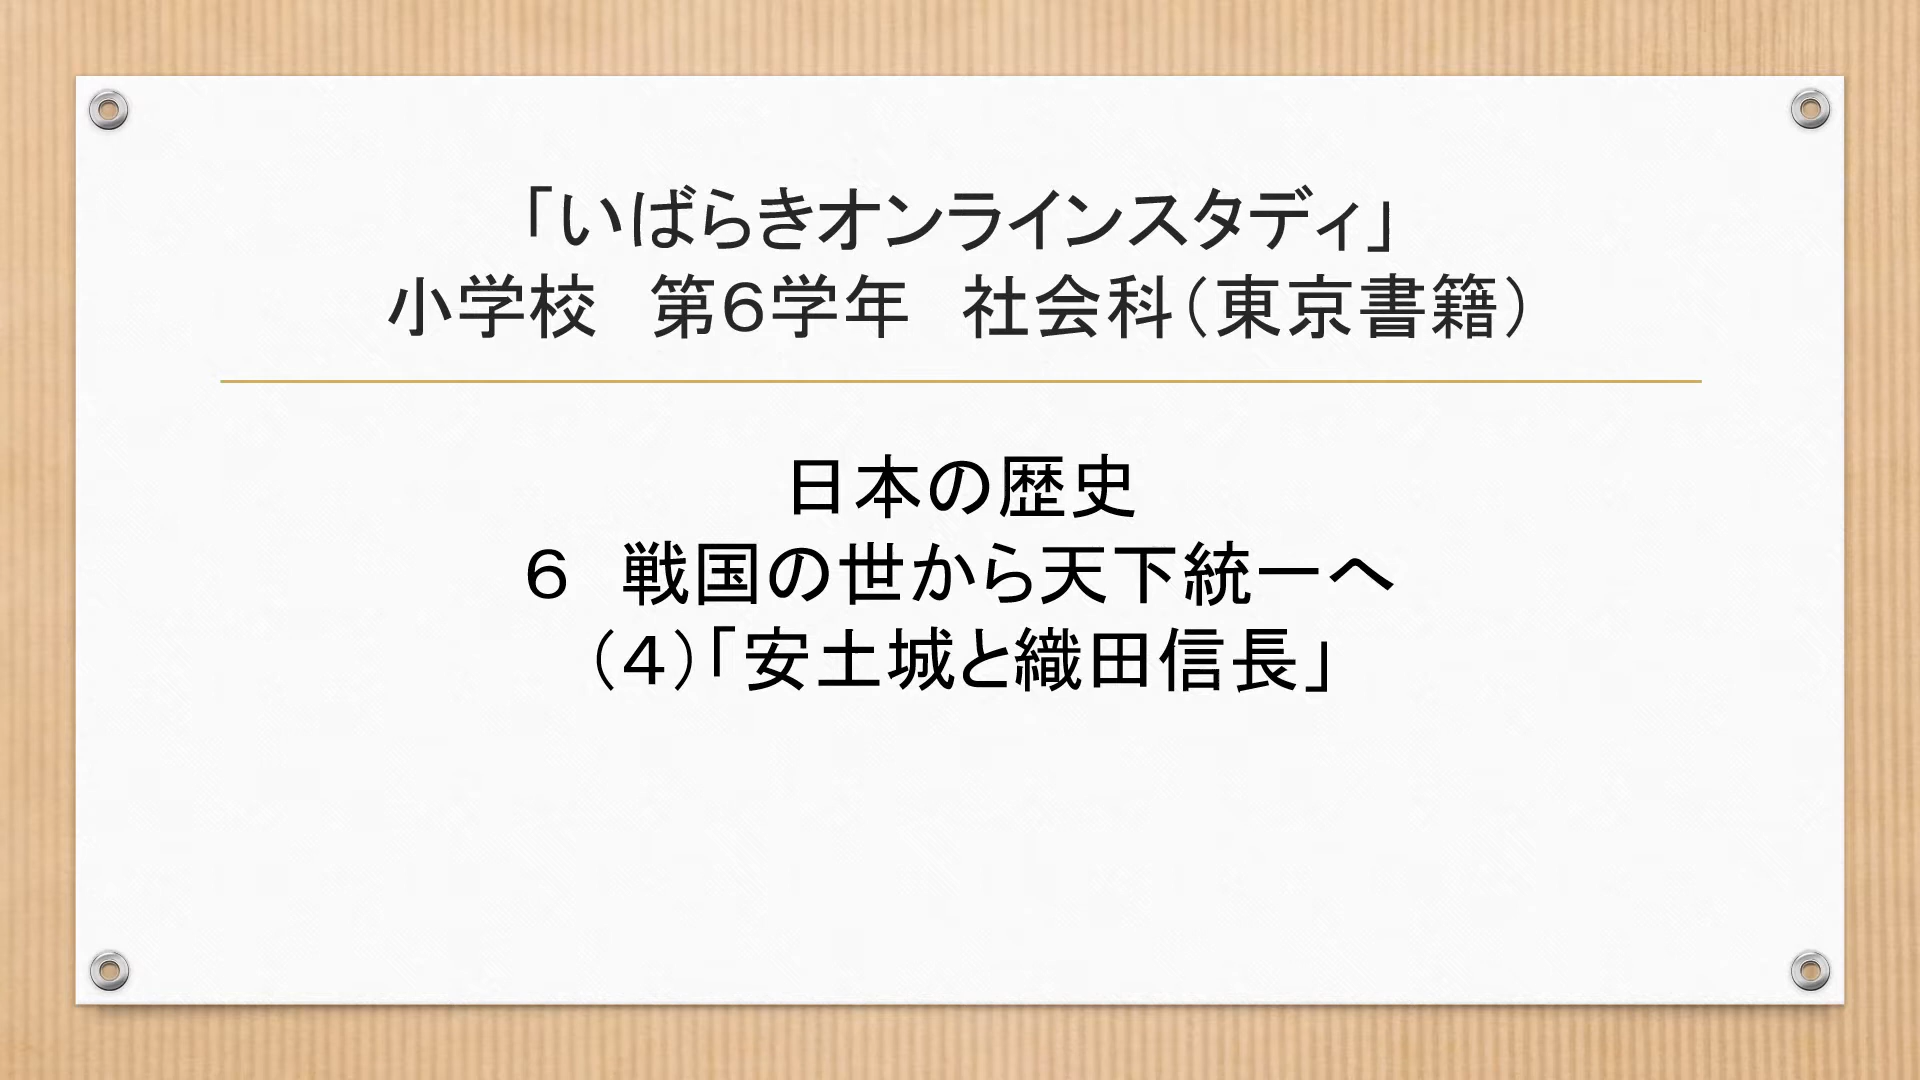 「いばらきオンラインスタディ」
小学校　第６学年　社会科（東京書籍）
日本の歴史
６　戦国の世から天下統一へ
（４）「安土城と織田信長」